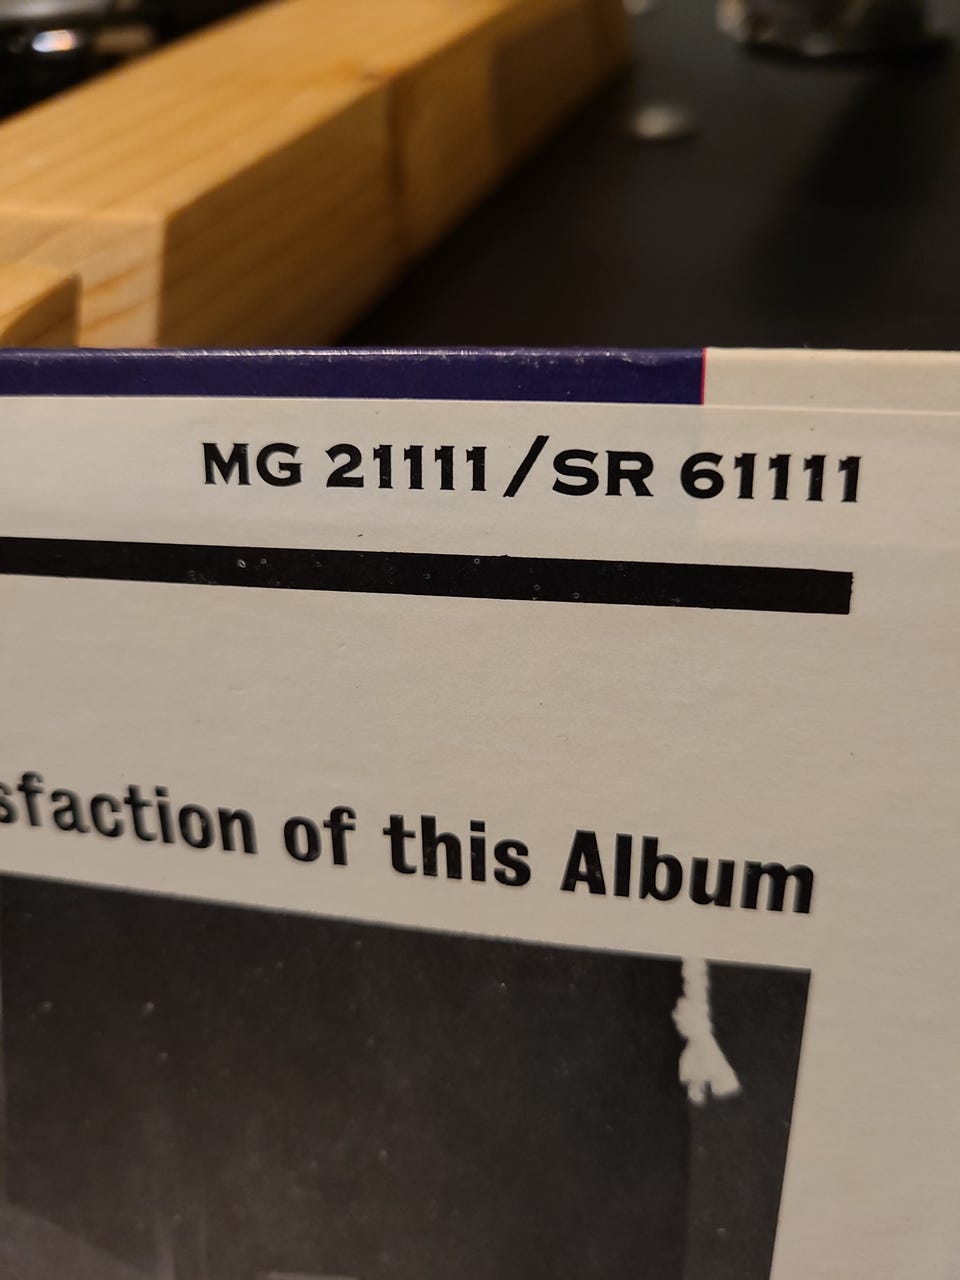 MG 21111/SR 61111
sfaction of this Album